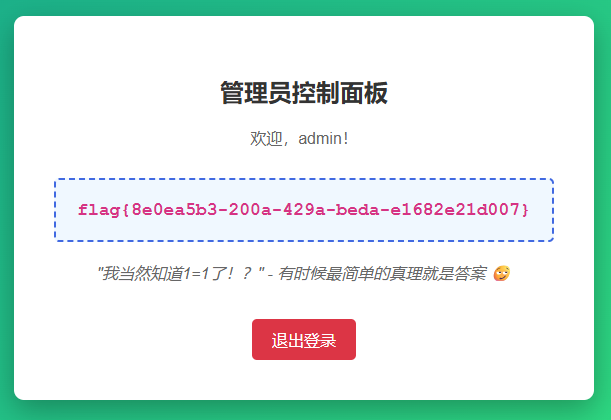 管理员控制面板
欢迎，admin！
flag{8e0ea5b3-200a-429a-beda-e1682e21d007}
"我当然知道1=1了！？" - 有时候最简单的真理就是答案 🤪
退出登录